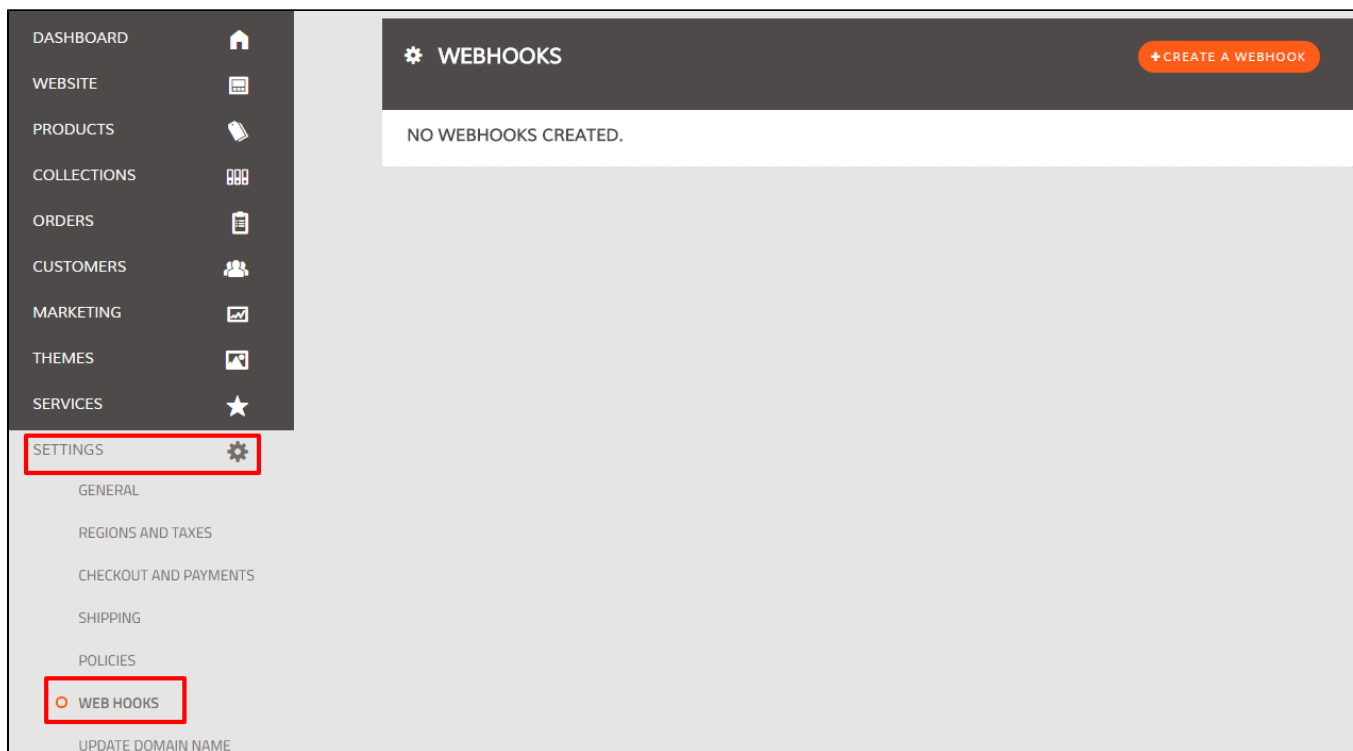 DASHBOARD
WEBSITE
PRODUCTS
COLLECTIONS
ORDERS
CUSTOMERS
MARKETING
THEMES
SERVICES
SETTINGS
GENERAL
REGIONS AND TAXES
CHECKOUT AND PAYMENTS
SHIPPING
POLICIES
WEB HOOKS
UPDATE DOMAIN NAME
WEBHOOKS
+CREATE A WEBHOOK
NO WEBHOOKS CREATED.